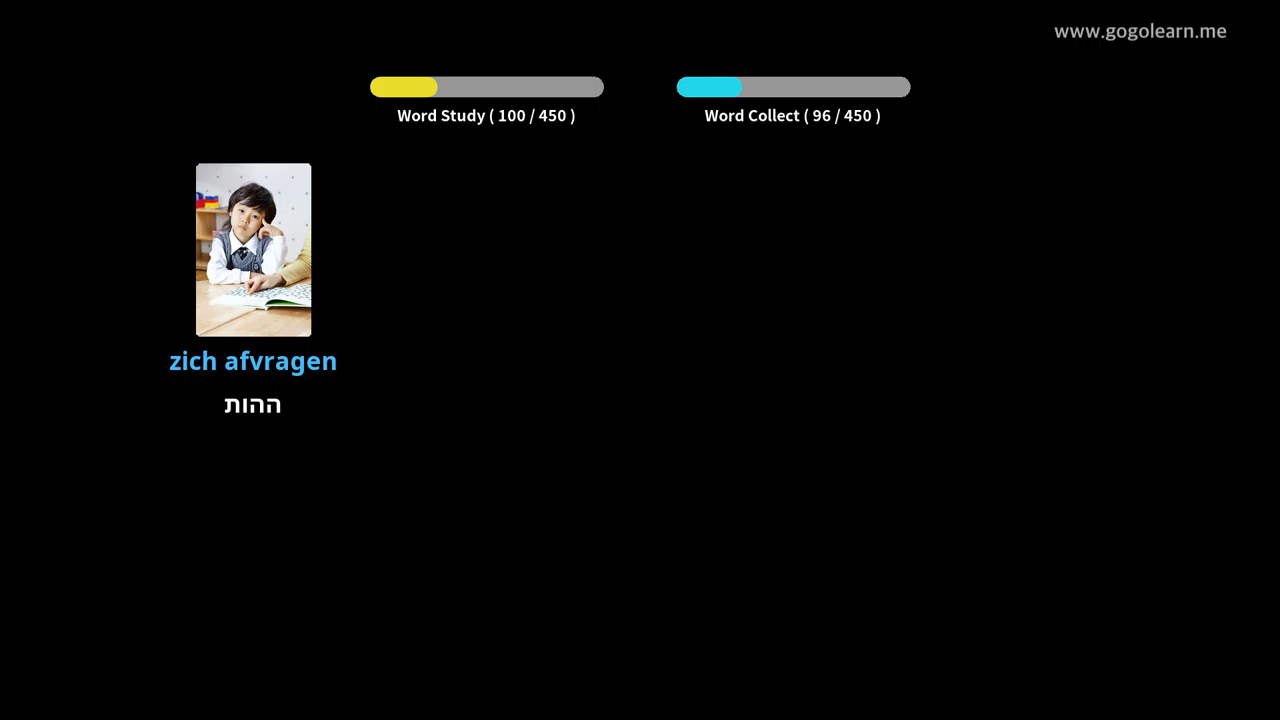 www.gogolearn.me
Word Study ( 100 / 450 )
Word Collect ( 96 / 450 )
zich afvragen
ההות